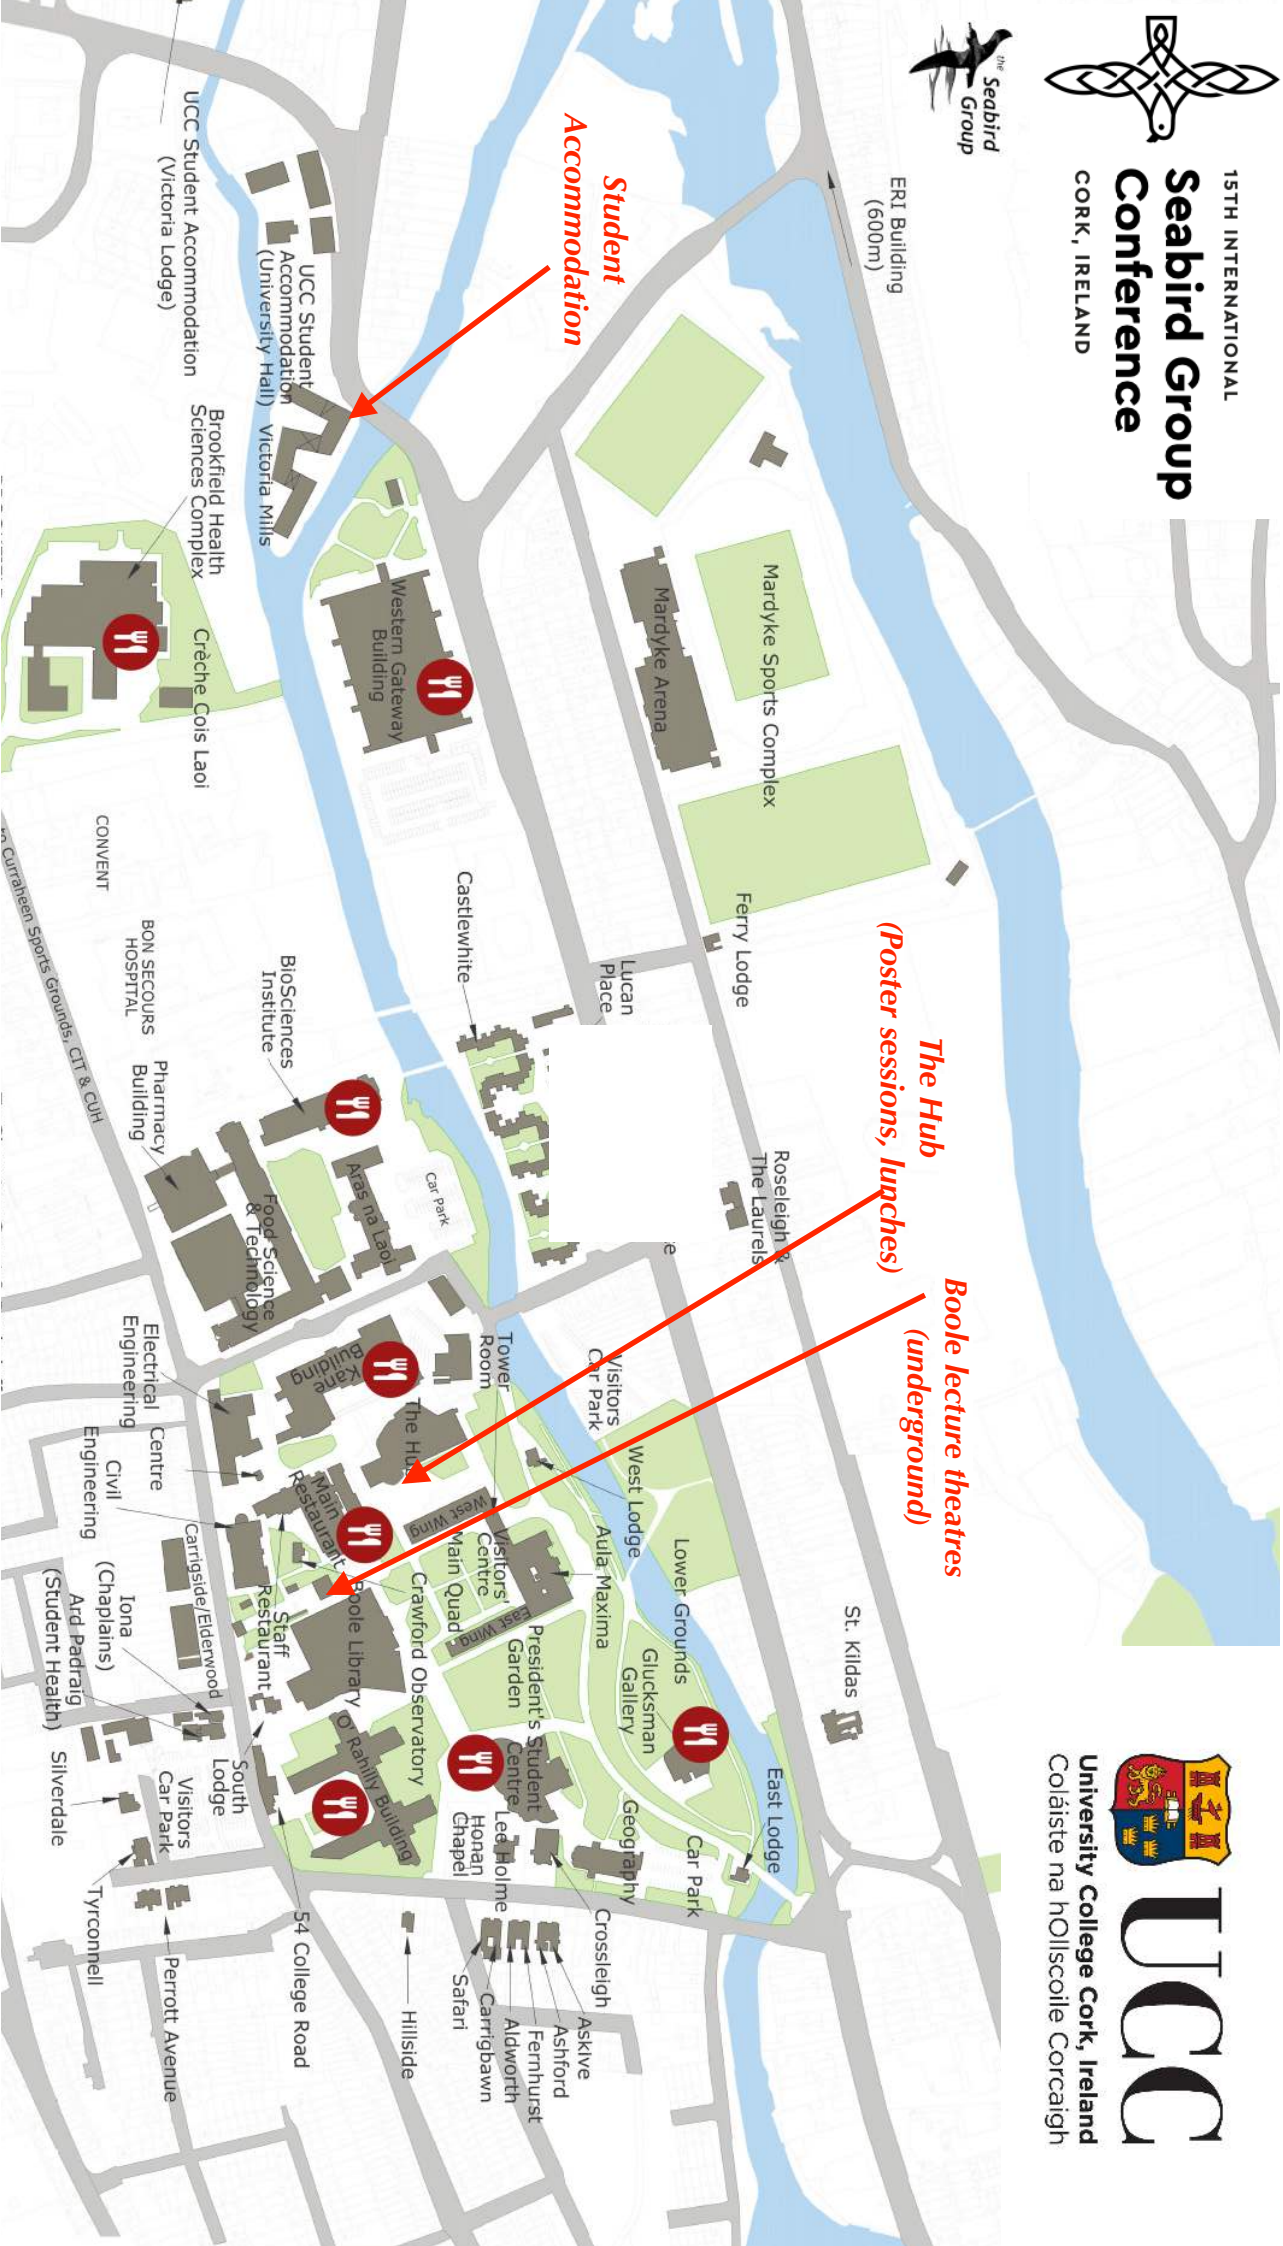 15TH INTERNATIONAL
Seabird Group
Conference
CORK, IRELAND
the
Seabird
Group
UCC
University College Cork, Ireland
Coláiste na hOllscoile Corcaigh
ERI Building
(600m)
Student
Accommodation
The Hub
(Poster sessions, lunches)
Boole lecture theatres
(underground)
UCC Student Accommodation
(Victoria Lodge)
UCC Student
Accommodation
(University Hall)
Victoria Mills
Brookfield Health
Sciences Complex
Crèche Cois Laoi
Western Gateway
Building
Mardyke Arena
Mardyke Sports Complex
Ferry Lodge
Lucan
Place
Castlewhite
CONVENT
BON SECOURS
HOSPITAL
Curraheen Sports Grounds, CIT & CUH
BioSciences
Institute
Pharmacy
Building
Aras na Laoi
Car Park
Food Science
& Technology
Roseleigh &
The Laurels
Electrical
Engineering
Centre
Civil
Engineering
Kane
Building
The Hub
Tower
Room
Visitors
Car Park
West Lodge
Main
Restaurant
West Wing
Main Quad
Visitors'
Centre
East Wing
Aula Maxima
Lower Grounds
St. Kildas
Staff
Restaurant
Boole Library
Crawford Observatory
President's
Garden
Glucksman
Gallery
Carrigside/Elderwood
Iona
(Chaplains)
Ard Padraig
(Student Health)
Silverdale
South
Lodge
Visitors
Car Park
O'Rahilly Building
Student
Centre
Honan
Chapel
Lee Holme
Geography
Car Park
East Lodge
Crossleigh
Tyrconnell
Perrott Avenue
54 College Road
Hillside
Safari
Carrigbawn
Aldworth
Fernhurst
Ashford
Askive